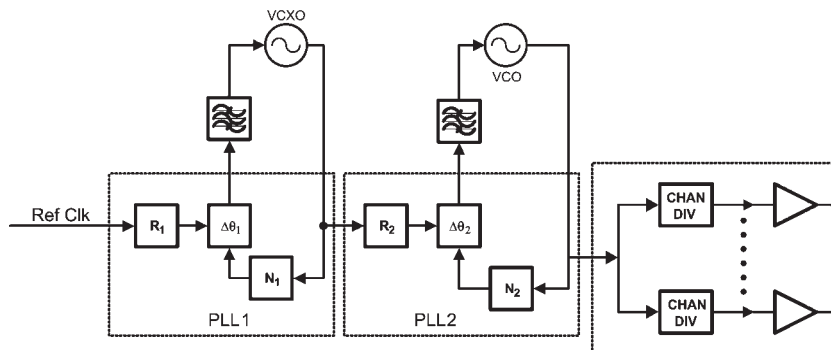 VCXO
VCO
Ref Clk
R₁
Δθ₁
N₁
PLL1
R₂
Δθ₂
N₂
PLL2
CHAN
DIV
CHAN
DIV